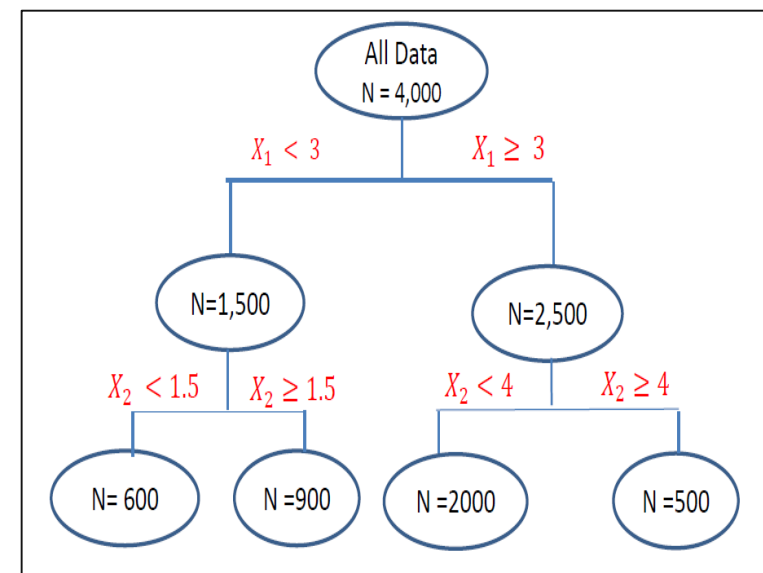 All Data
N = 4,000
X₁ < 3
X₁ ≥ 3
N=1,500
N=2,500
X₂ < 1.5
X₂ ≥ 1.5
X₂ < 4
X₂ ≥ 4
N= 600
N =900
N =2000
N =500